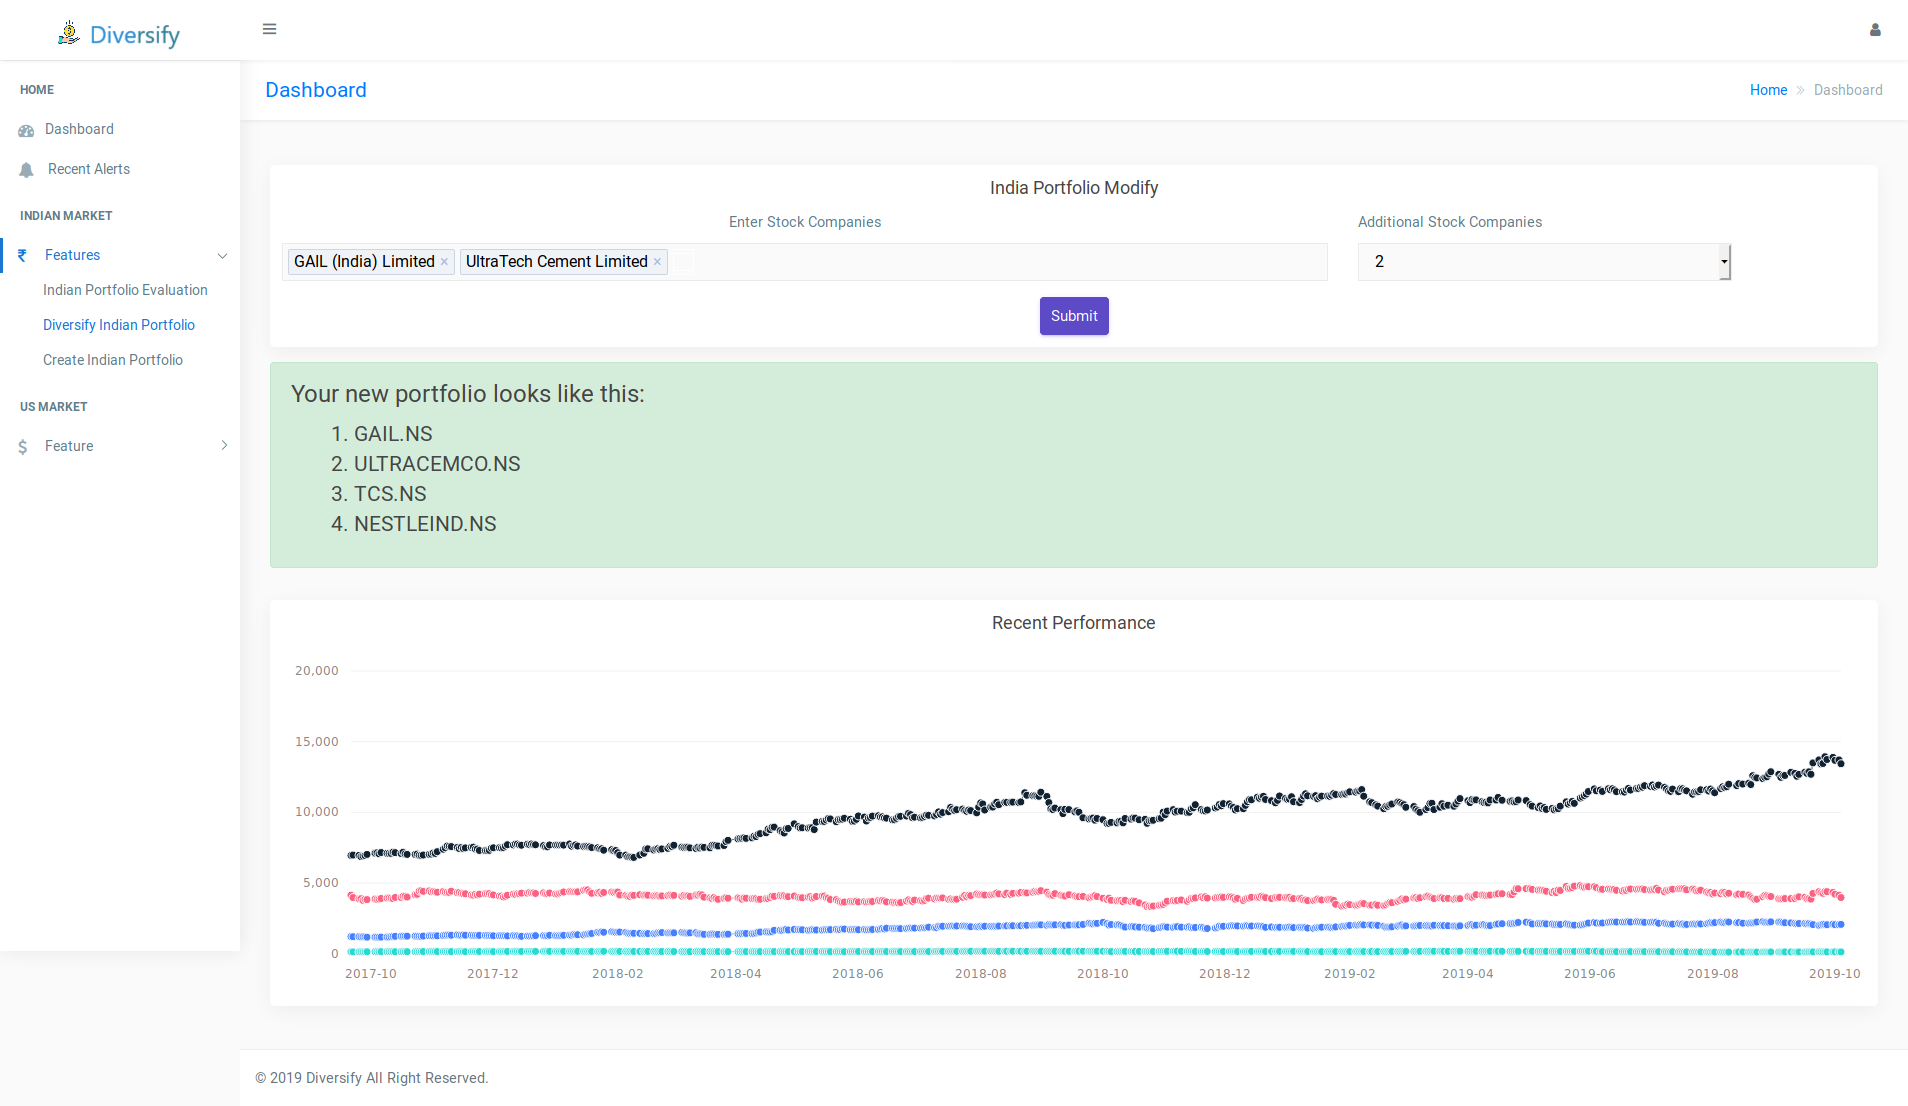 Diversify
HOME
Dashboard
Recent Alerts
INDIAN MARKET
₹ Features
Indian Portfolio Evaluation
Diversify Indian Portfolio
Create Indian Portfolio
US MARKET
$ Feature
Dashboard
Home » Dashboard
India Portfolio Modify
Enter Stock Companies
Additional Stock Companies
GAIL (India) Limited × UltraTech Cement Limited ×
2
Submit
Your new portfolio looks like this:
1. GAIL.NS
2. ULTRACEMCO.NS
3. TCS.NS
4. NESTLEIND.NS
Recent Performance
20,000
15,000
10,000
5,000
0
2017-10 2017-12 2018-02 2018-04 2018-06 2018-08 2018-10 2018-12 2019-02 2019-04 2019-06 2019-08 2019-10
© 2019 Diversify All Right Reserved.